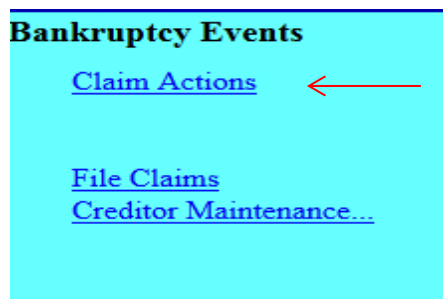 Bankruptcy Events
Claim Actions
File Claims
Creditor Maintenance...